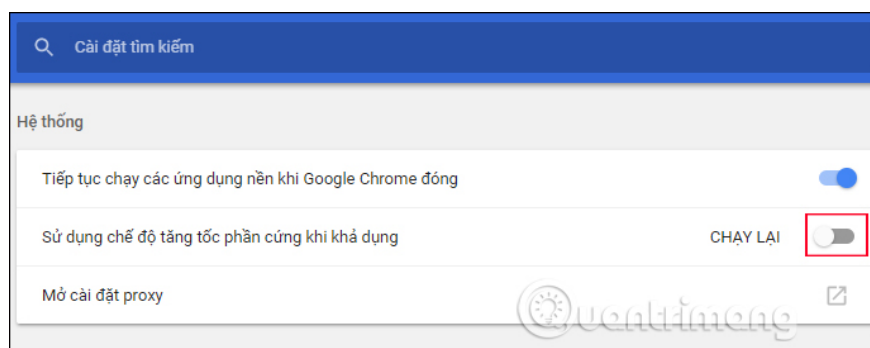 Cài đặt tìm kiếm
Hệ thống
Tiếp tục chạy các ứng dụng nền khi Google Chrome đóng
Sử dụng chế độ tăng tốc phần cứng khi khả dụng CHẠY LẠI
Mở cài đặt proxy
Quantrimang